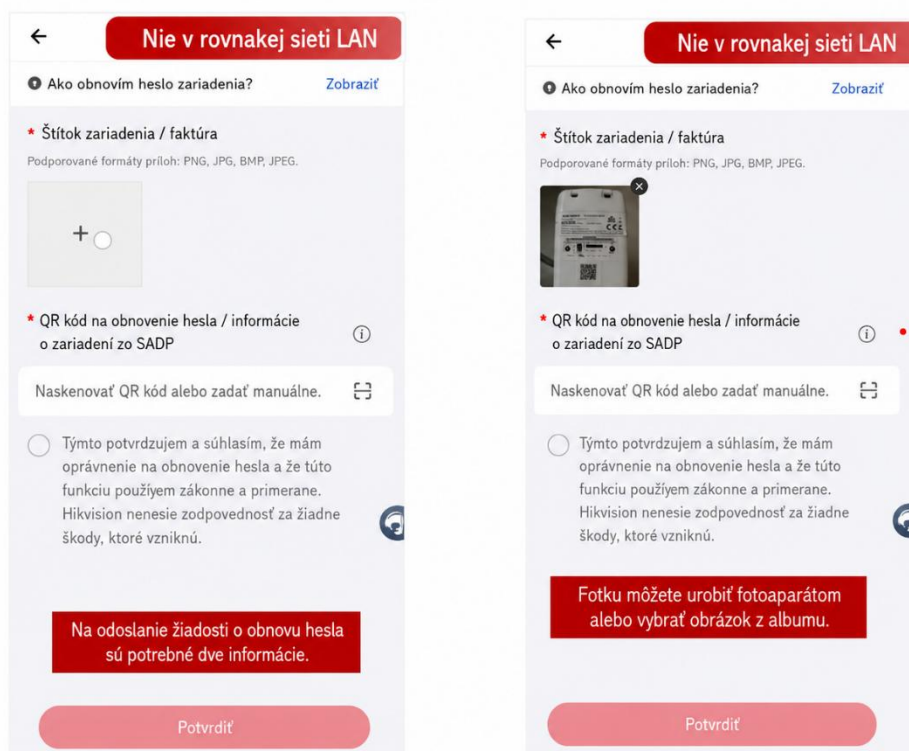 Nie v rovnakej sieti LAN
Ako obnovím heslo zariadenia?
Zobraziť
* Štítok zariadenia / faktúra
Podporované formáty príloh: PNG, JPG, BMP, JPEG.
* QR kód na obnovenie hesla / informácie
o zariadení zo SADP
Naskenovať QR kód alebo zadať manuálne.
Týmto potvrdzujem a súhlasím, že mám
oprávnenie na obnovenie hesla a že túto
funkciu použíyem zákonne a primerane.
Hikvision nenesie zodpovednosť za žiadne
škody, ktoré vzniknú.
Na odoslanie žiadosti o obnovu hesla
sú potrebné dve informácie.
Potvrdiť
Nie v rovnakej sieti LAN
Ako obnovím heslo zariadenia?
Zobraziť
* Štítok zariadenia / faktúra
Podporované formáty príloh: PNG, JPG, BMP, JPEG.
* QR kód na obnovenie hesla / informácie
o zariadení zo SADP
Naskenovať QR kód alebo zadať manuálne.
Týmto potvrdzujem a súhlasím, že mám
oprávnenie na obnovenie hesla a že túto
funkciu použíyem zákonne a primerane.
Hikvision nenesie zodpovednosť za žiadne
škody, ktoré vzniknú.
Fotku môžete urobiť fotoaparátom
alebo vybrať obrázok z albumu.
Potvrdiť